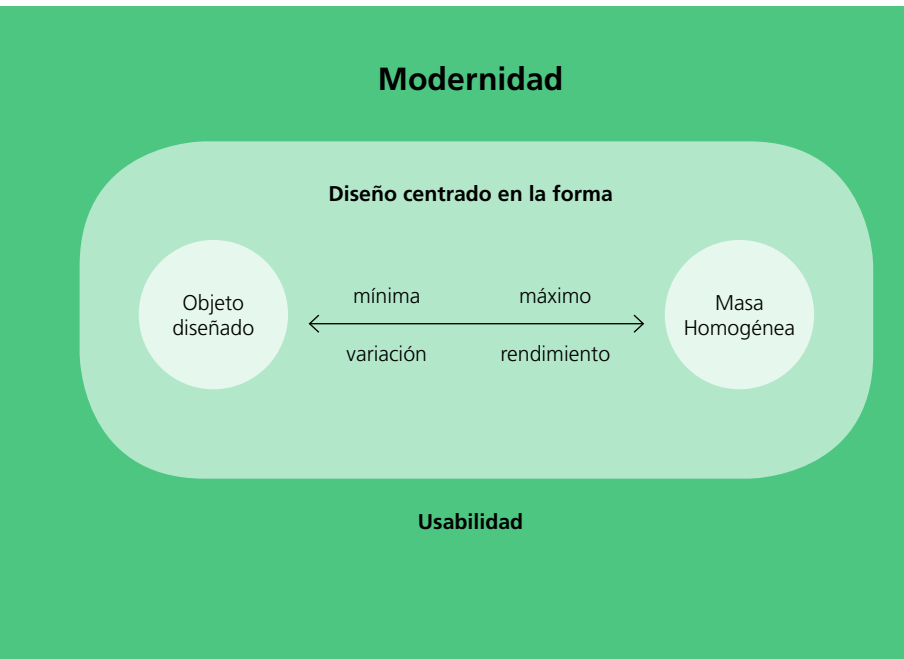 Modernidad
Diseño centrado en la forma
Objeto
diseñado
mínima
máximo
variación
rendimiento
Masa
Homogénea
Usabilidad